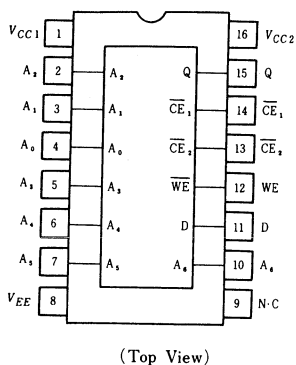 VCC1 1 16 VCC2
A2 2 A2 Q 15 Q
A1 3 A1 CE1 14 CE1
A0 4 A0 CE2 13 CE2
A3 5 A3 WE 12 WE
A4 6 A4 D 11 D
A5 7 A5 A6 10 A6
VEE 8 9 N·C
(Top View)